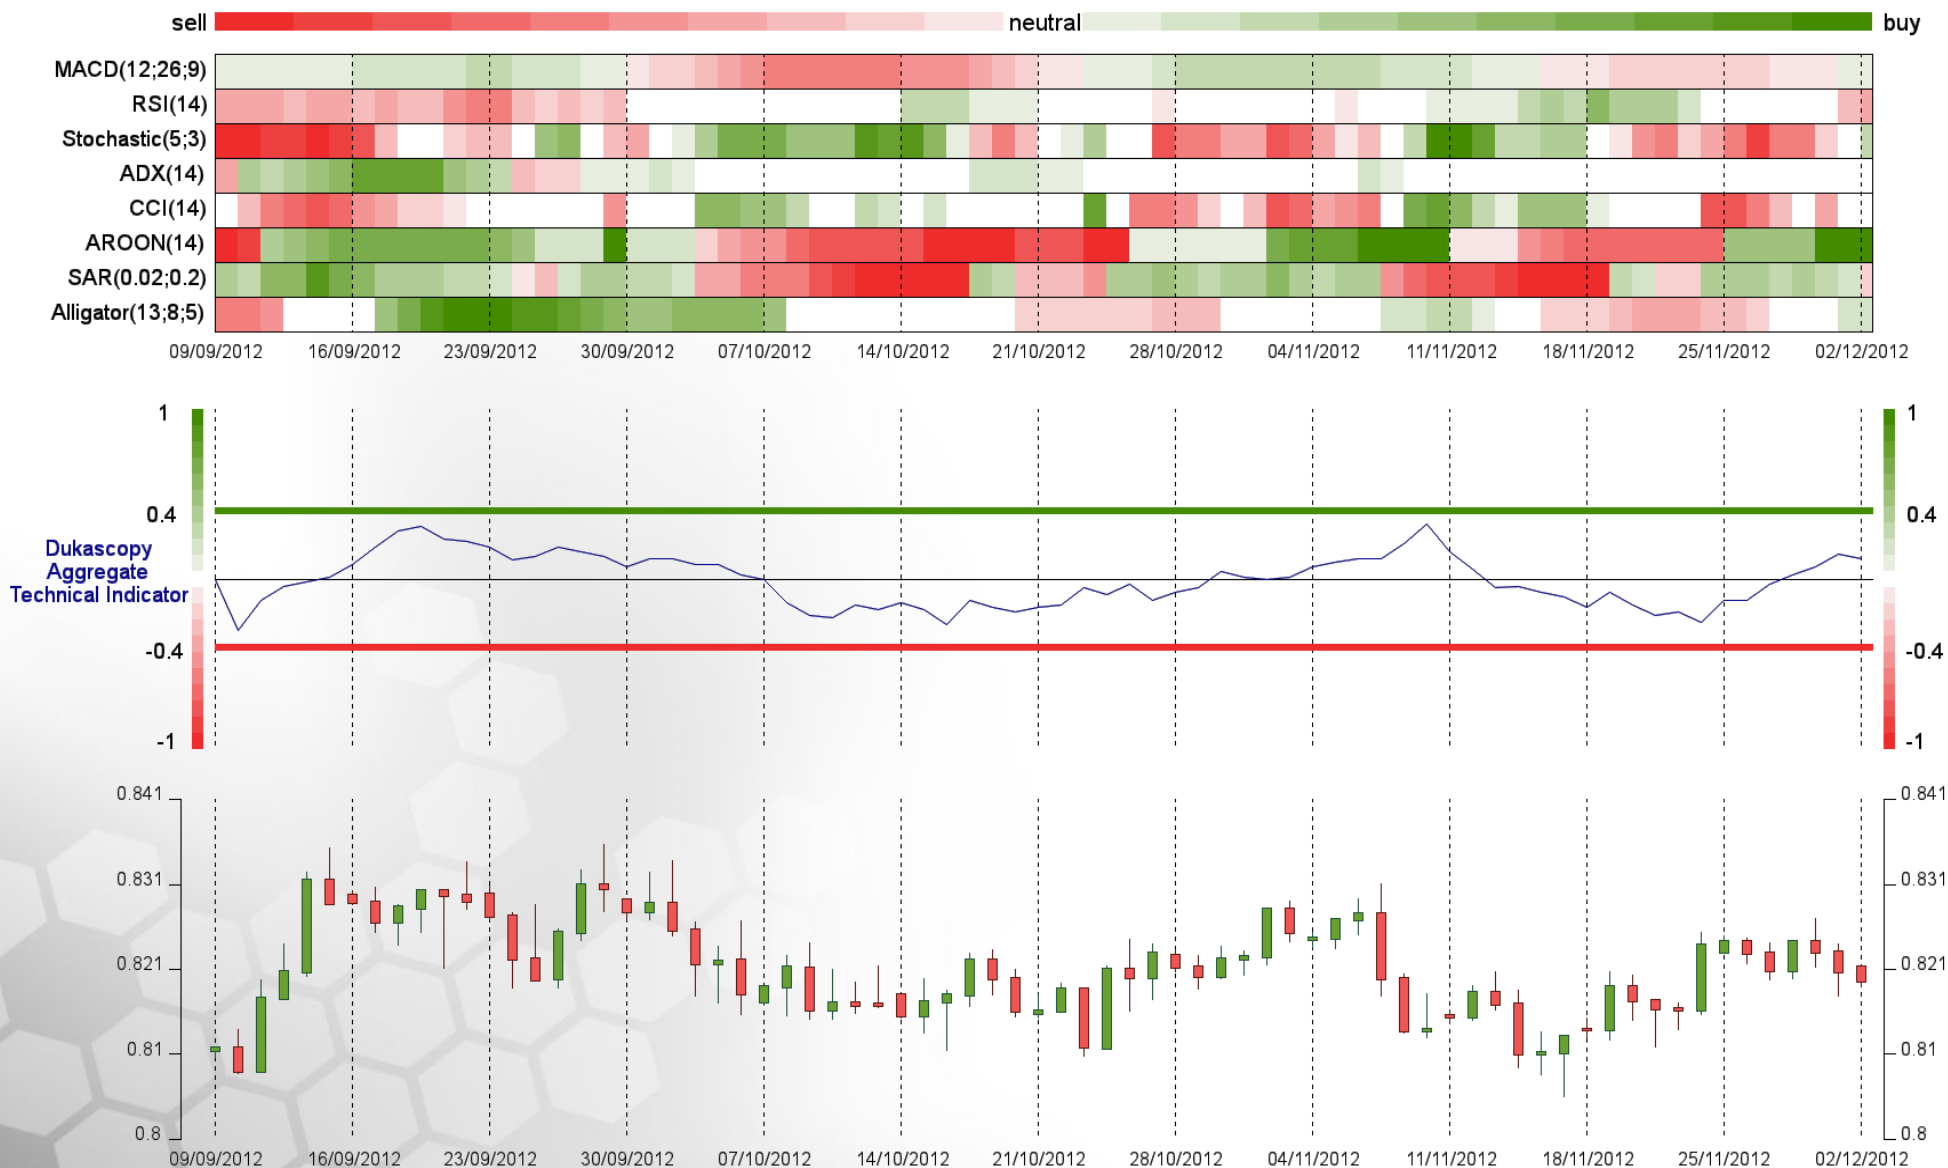 sell neutral buy
MACD(12;26;9)
RSI(14)
Stochastic(5;3)
ADX(14)
CCI(14)
AROON(14)
SAR(0.02;0.2)
Alligator(13;8;5)
09/09/2012 16/09/2012 23/09/2012 30/09/2012 07/10/2012 14/10/2012 21/10/2012 28/10/2012 04/11/2012 11/11/2012 18/11/2012 25/11/2012 02/12/2012
1 1
0.4 0.4
Dukascopy
Aggregate
Technical Indicator
-0.4 -0.4
-1 -1
0.841 0.841
0.831 0.831
0.821 0.821
0.81 0.81
0.8 0.8
09/09/2012 16/09/2012 23/09/2012 30/09/2012 07/10/2012 14/10/2012 21/10/2012 28/10/2012 04/11/2012 11/11/2012 18/11/2012 25/11/2012 02/12/2012